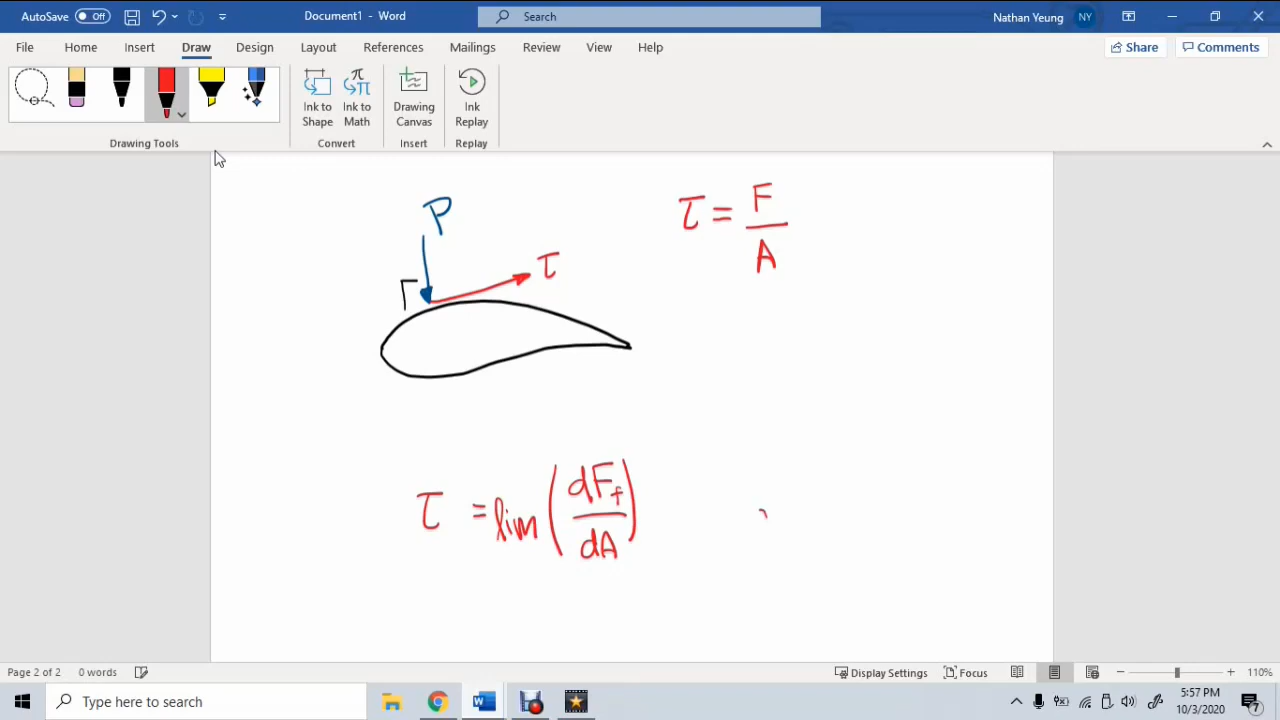 AutoSave Off Document1 - Word Search Nathan Yeung NY
File Home Insert Draw Design Layout References Mailings Review View Help Share Comments
Ink to Shape
Ink to Math
Drawing Canvas
Ink Replay
Drawing Tools Convert Insert Replay
P
τ
τ = F / A
τ = lim ( dFf / dA )
Page 2 of 2 0 words Display Settings Focus 110%
Type here to search
5:57 PM
10/3/2020
7